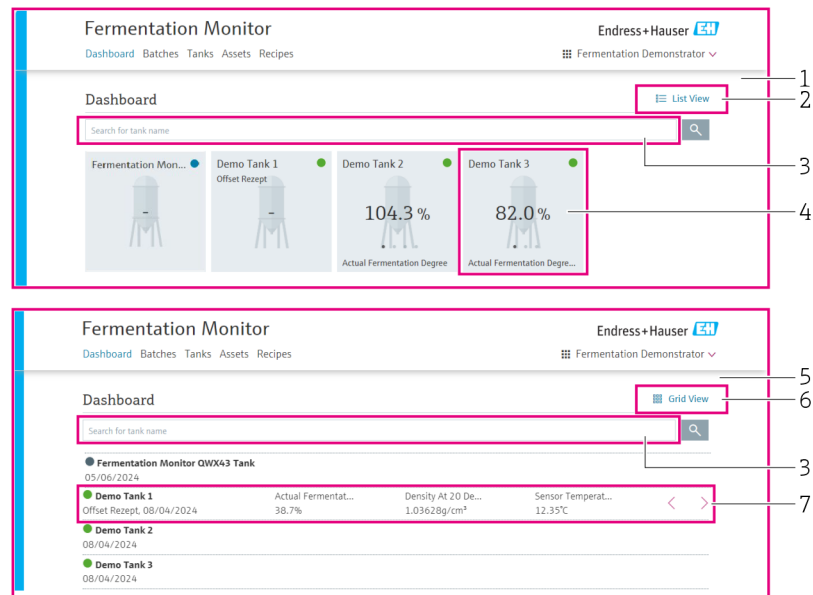 Fermentation Monitor
Endress+Hauser EH
Dashboard Batches Tanks Assets Recipes
Fermentation Demonstrator
1
Dashboard
List View
2
Search for tank name
3
Fermentation Mon...
-
Demo Tank 1
Offset Rezept
-
Demo Tank 2
104.3 %
Actual Fermentation Degree
Demo Tank 3
82.0 %
Actual Fermentation Degre...
4
Fermentation Monitor
Endress+Hauser EH
Dashboard Batches Tanks Assets Recipes
Fermentation Demonstrator
5
Dashboard
Grid View
6
Search for tank name
3
Fermentation Monitor QWX43 Tank
05/06/2024
Demo Tank 1 Actual Fermentat... Density At 20 De... Sensor Temperat...
Offset Rezept, 08/04/2024 38.7% 1.03628g/cm³ 12.35°C
7
Demo Tank 2
08/04/2024
Demo Tank 3
08/04/2024